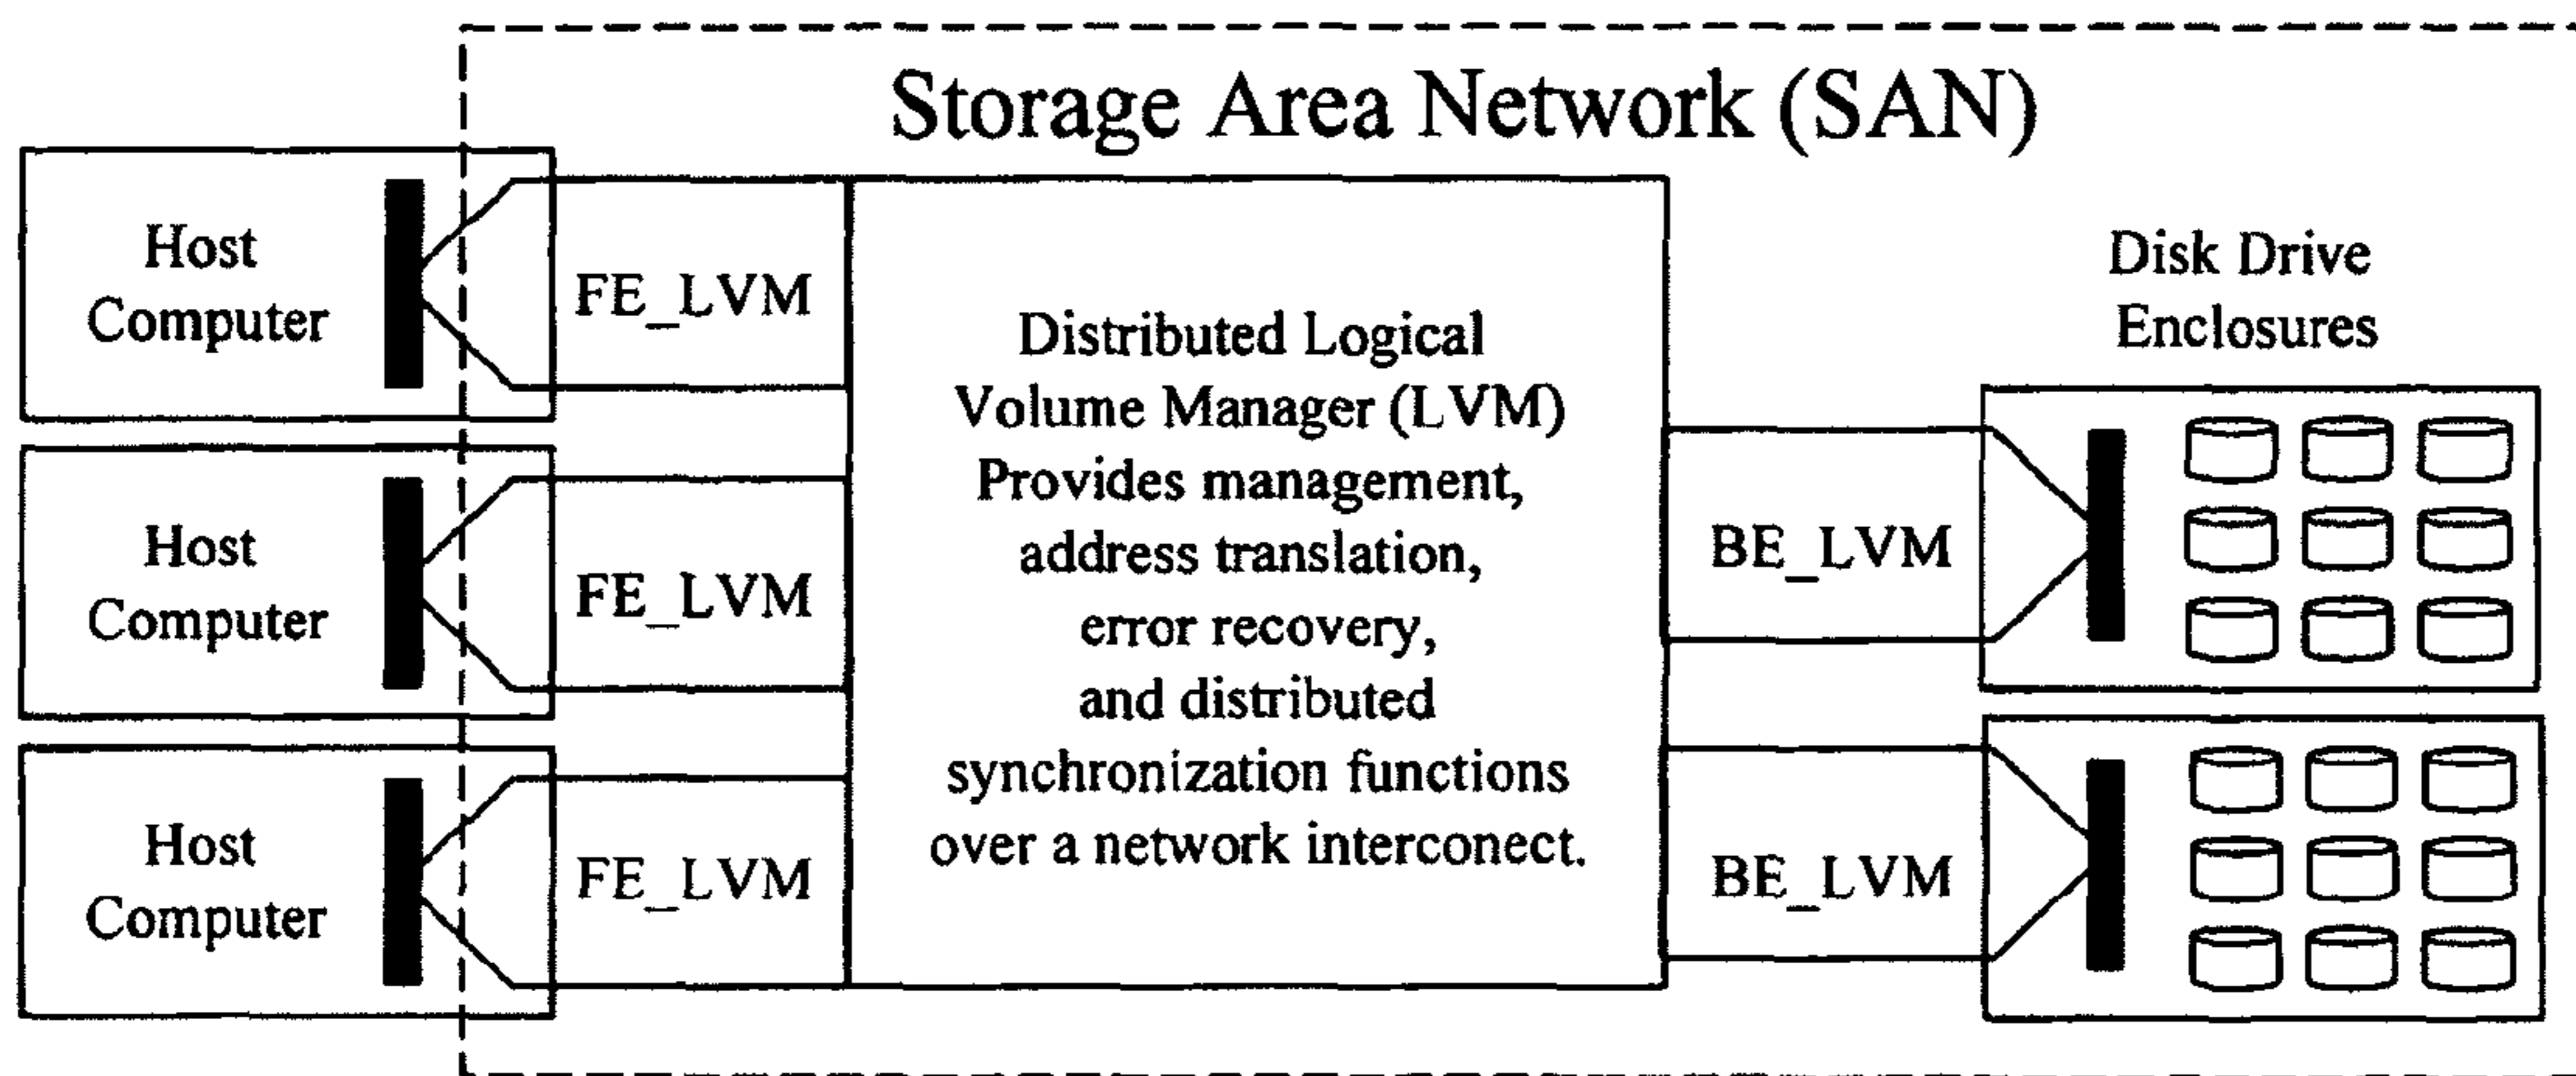 Storage Area Network (SAN)
Host
Computer
FE_LVM
Host
Computer
FE_LVM
Host
Computer
FE_LVM
Distributed Logical
Volume Manager (LVM)
Provides management,
address translation,
error recovery,
and distributed
synchronization functions
over a network interconect.
Disk Drive
Enclosures
BE_LVM
BE_LVM